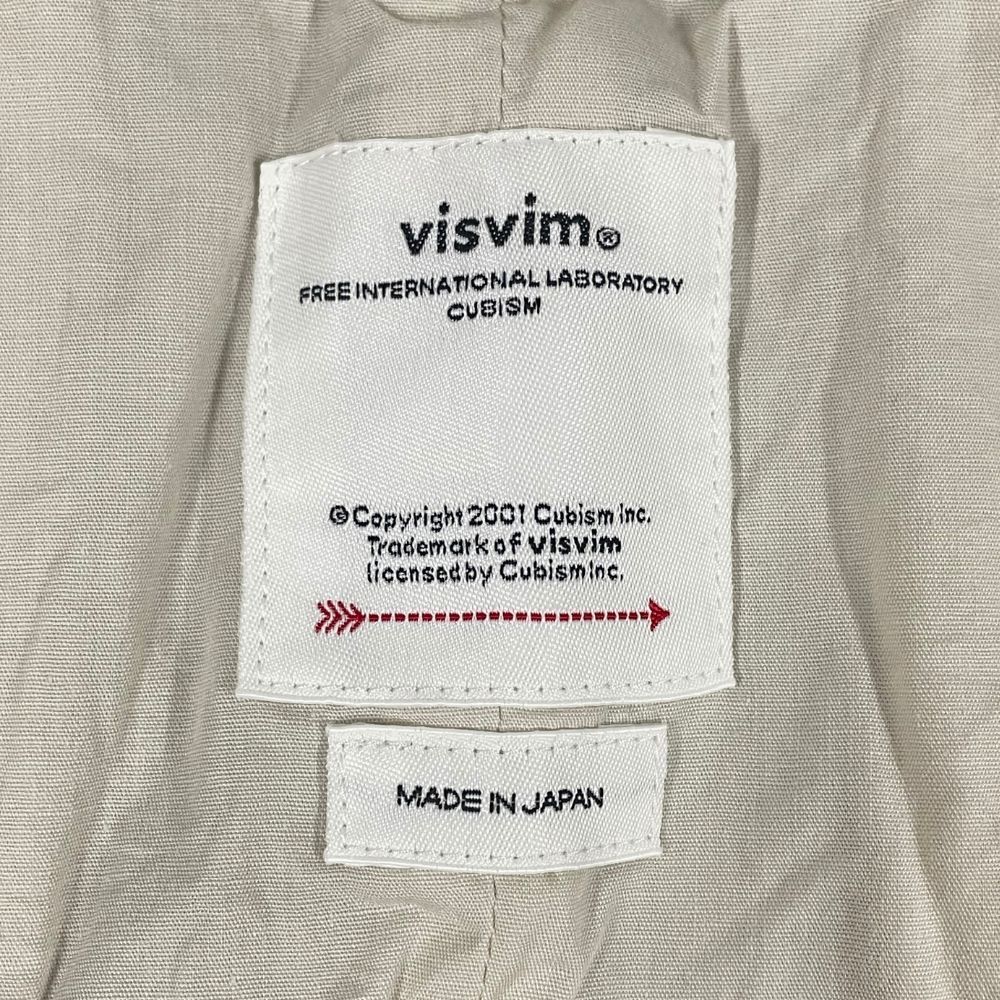 visvim®
FREE INTERNATIONAL LABORATORY
CUBISM
©Copyright 2001 Cubism Inc.
Trademark of visvim
licensed by Cubism Inc.
MADE IN JAPAN